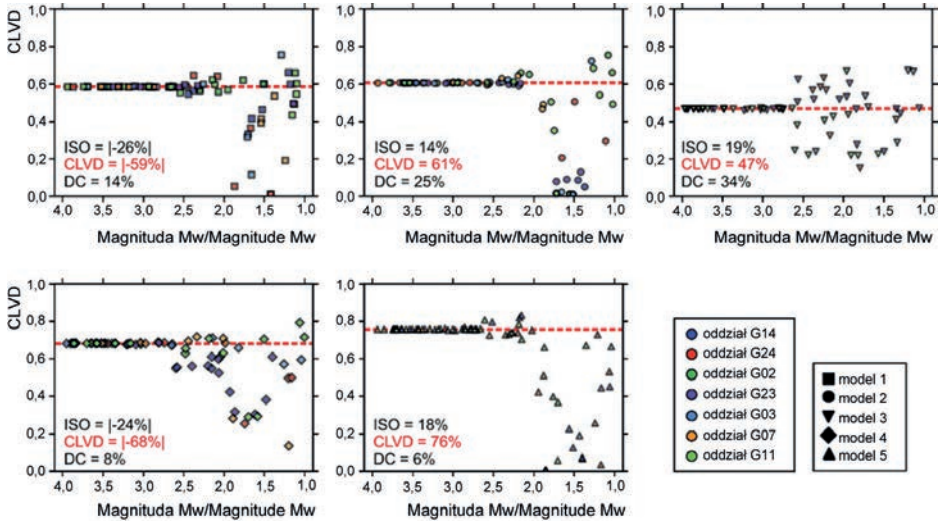 CLVD
1,0
0,8
0,6
0,4
0,2
0,0
ISO = |-26%|
CLVD = |-59%|
DC = 14%
4,0 3,5 3,0 2,5 2,0 1,5 1,0
Magnituda Mw/Magnitude Mw
1,0
0,8
0,6
0,4
0,2
0,0
ISO = 14%
CLVD = 61%
DC = 25%
4,0 3,5 3,0 2,5 2,0 1,5 1,0
Magnituda Mw/Magnitude Mw
1,0
0,8
0,6
0,4
0,2
0,0
ISO = 19%
CLVD = 47%
DC = 34%
4,0 3,5 3,0 2,5 2,0 1,5 1,0
Magnituda Mw/Magnitude Mw
CLVD
1,0
0,8
0,6
0,4
0,2
0,0
ISO = |-24%|
CLVD = |-68%|
DC = 8%
4,0 3,5 3,0 2,5 2,0 1,5 1,0
Magnituda Mw/Magnitude Mw
1,0
0,8
0,6
0,4
0,2
0,0
ISO = 18%
CLVD = 76%
DC = 6%
4,0 3,5 3,0 2,5 2,0 1,5 1,0
Magnituda Mw/Magnitude Mw
oddział G14
oddział G24
oddział G02
oddział G23
oddział G03
oddział G07
oddział G11
model 1
model 2
model 3
model 4
model 5